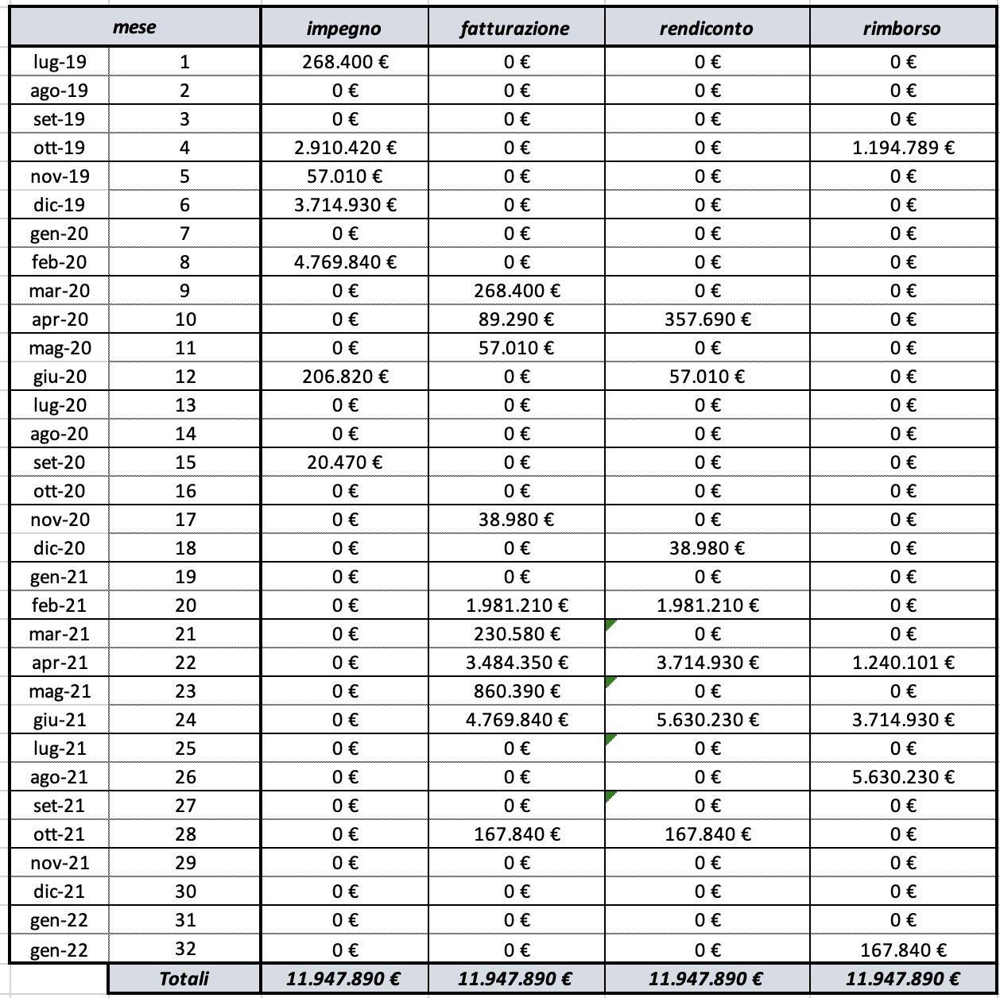 mese impegno fatturazione rendiconto rimborso
lug-19 1 268.400 € 0 € 0 € 0 €
ago-19 2 0 € 0 € 0 € 0 €
set-19 3 0 € 0 € 0 € 0 €
ott-19 4 2.910.420 € 0 € 0 € 1.194.789 €
nov-19 5 57.010 € 0 € 0 € 0 €
dic-19 6 3.714.930 € 0 € 0 € 0 €
gen-20 7 0 € 0 € 0 € 0 €
feb-20 8 4.769.840 € 0 € 0 € 0 €
mar-20 9 0 € 268.400 € 0 € 0 €
apr-20 10 0 € 89.290 € 357.690 € 0 €
mag-20 11 0 € 57.010 € 0 € 0 €
giu-20 12 206.820 € 0 € 57.010 € 0 €
lug-20 13 0 € 0 € 0 € 0 €
ago-20 14 0 € 0 € 0 € 0 €
set-20 15 20.470 € 0 € 0 € 0 €
ott-20 16 0 € 0 € 0 € 0 €
nov-20 17 0 € 38.980 € 0 € 0 €
dic-20 18 0 € 0 € 38.980 € 0 €
gen-21 19 0 € 0 € 0 € 0 €
feb-21 20 0 € 1.981.210 € 1.981.210 € 0 €
mar-21 21 0 € 230.580 € 0 € 0 €
apr-21 22 0 € 3.484.350 € 3.714.930 € 1.240.101 €
mag-21 23 0 € 860.390 € 0 € 0 €
giu-21 24 0 € 4.769.840 € 5.630.230 € 3.714.930 €
lug-21 25 0 € 0 € 0 € 0 €
ago-21 26 0 € 0 € 0 € 5.630.230 €
set-21 27 0 € 0 € 0 € 0 €
ott-21 28 0 € 167.840 € 167.840 € 0 €
nov-21 29 0 € 0 € 0 € 0 €
dic-21 30 0 € 0 € 0 € 0 €
gen-22 31 0 € 0 € 0 € 0 €
gen-22 32 0 € 0 € 0 € 167.840 €
Totali 11.947.890 € 11.947.890 € 11.947.890 € 11.947.890 €